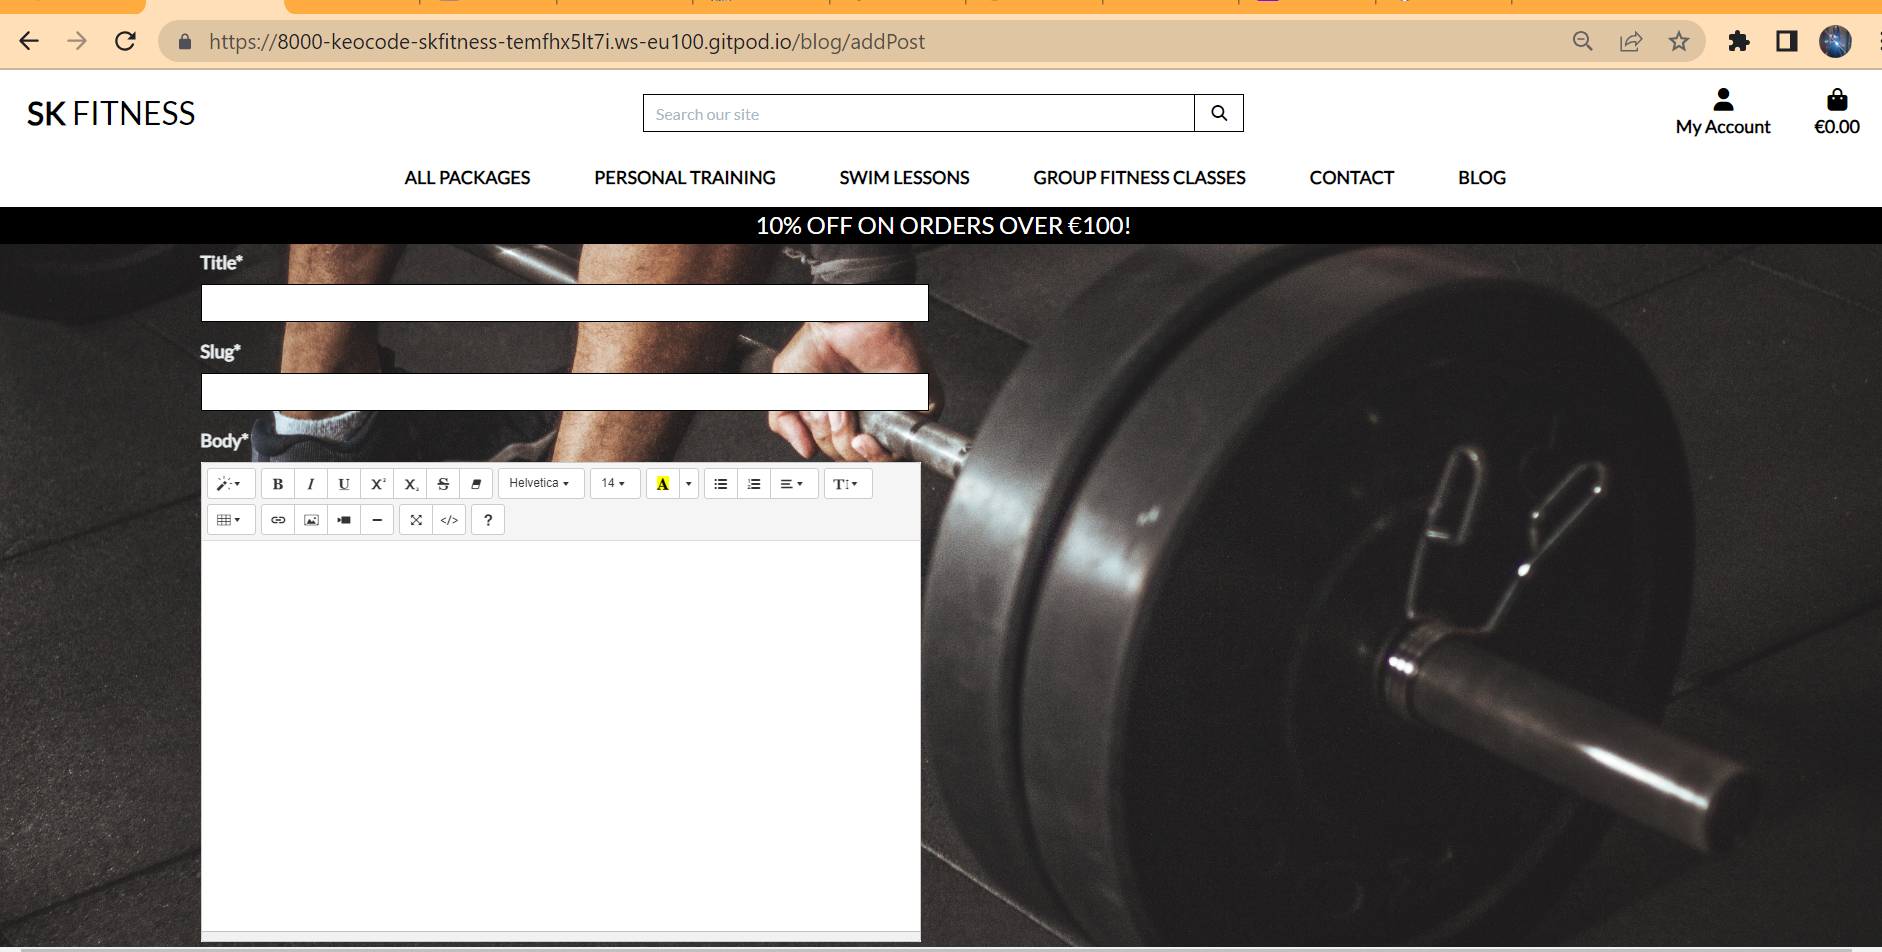 https://8000-keocode-skfitness-temfhx5lt7i.ws-eu100.gitpod.io/blog/addPost
SK FITNESS
Search our site
My Account
€0.00
ALL PACKAGES PERSONAL TRAINING SWIM LESSONS GROUP FITNESS CLASSES CONTACT BLOG
10% OFF ON ORDERS OVER €100!
Title*
Slug*
Body*
B I U X² X₂ S Helvetica 14 A T
</> ?